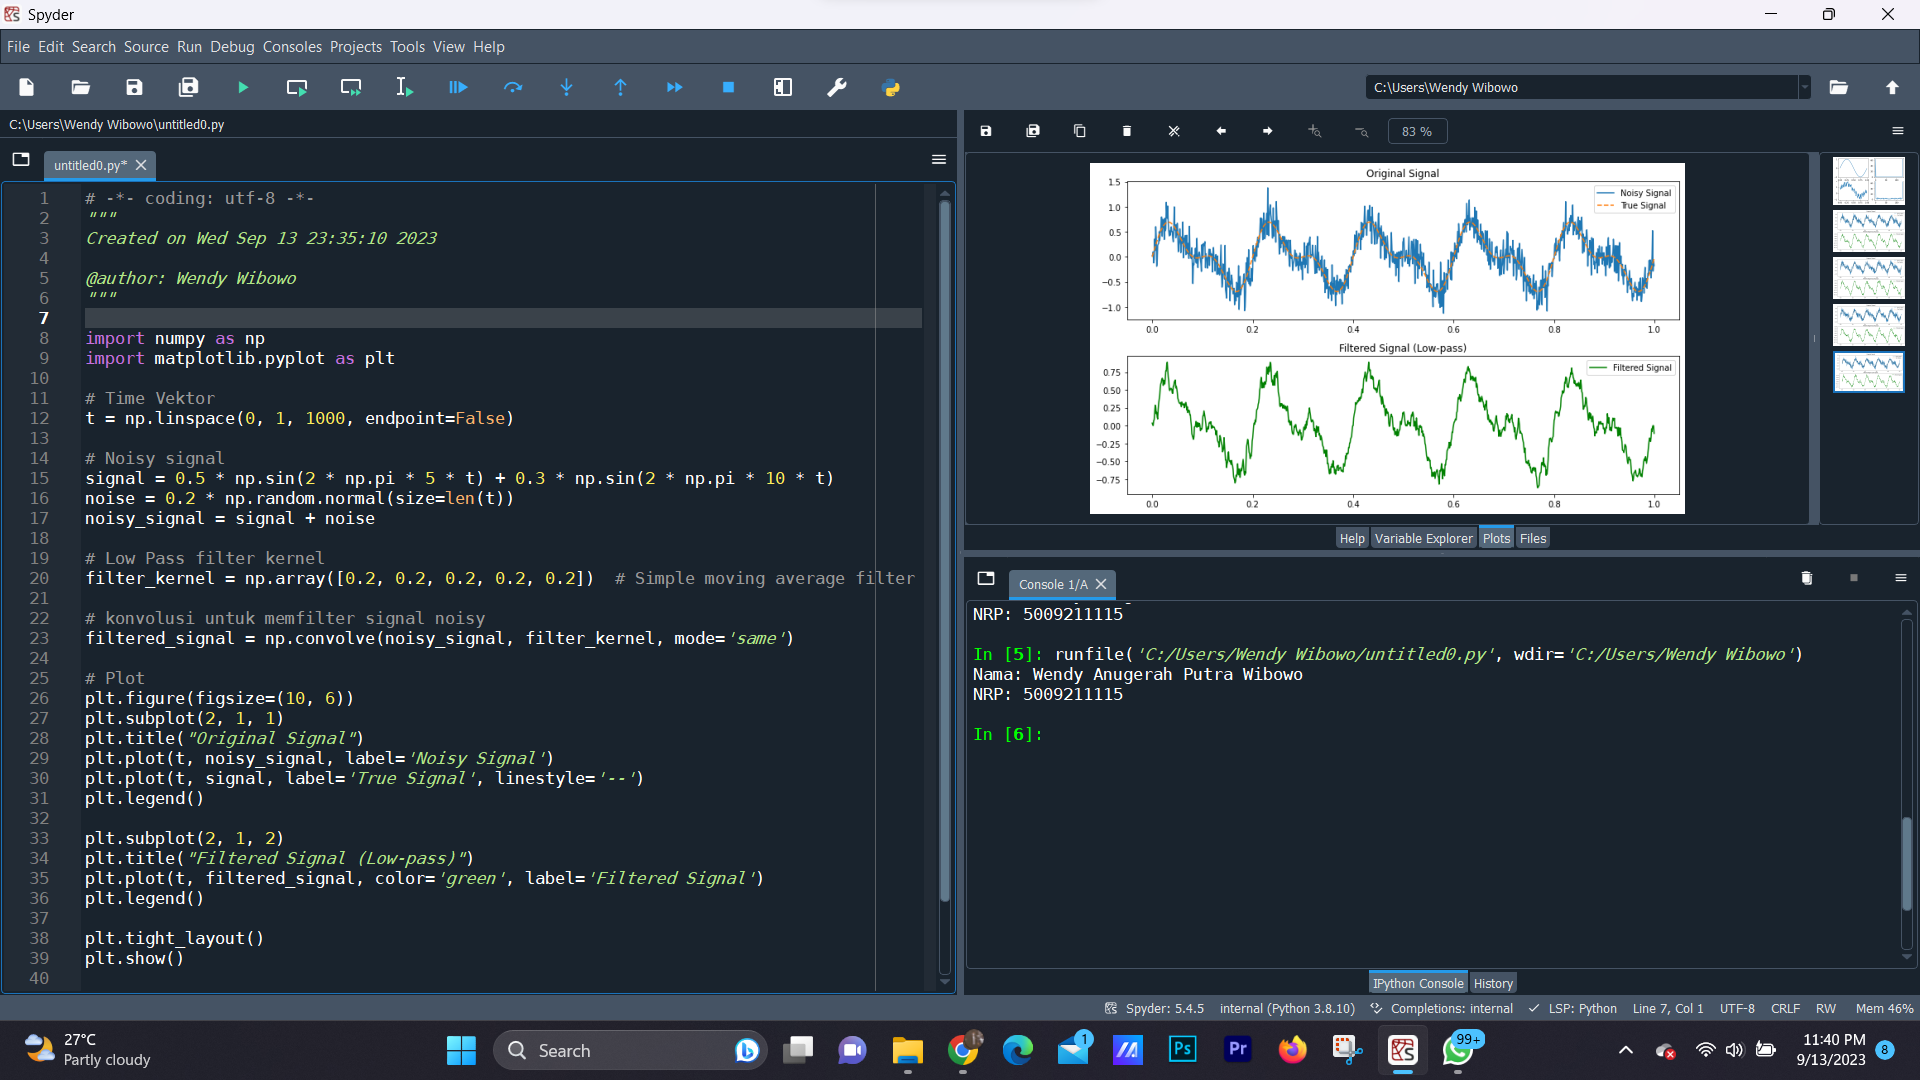 Spyder
File Edit Search Source Run Debug Consoles Projects Tools View Help
C:\Users\Wendy Wibowo
C:\Users\Wendy Wibowo\untitled0.py
untitled0.py*
1 # -*- coding: utf-8 -*-
2 """
3 Created on Wed Sep 13 23:35:10 2023
4
5 @author: Wendy Wibowo
6 """
7
8 import numpy as np
9 import matplotlib.pyplot as plt
10
11 # Time Vektor
12 t = np.linspace(0, 1, 1000, endpoint=False)
13
14 # Noisy signal
15 signal = 0.5 * np.sin(2 * np.pi * 5 * t) + 0.3 * np.sin(2 * np.pi * 10 * t)
16 noise = 0.2 * np.random.normal(size=len(t))
17 noisy_signal = signal + noise
18
19 # Low Pass filter kernel
20 filter_kernel = np.array([0.2, 0.2, 0.2, 0.2, 0.2])  # Simple moving average filter
21
22 # konvolusi untuk memfilter signal noisy
23 filtered_signal = np.convolve(noisy_signal, filter_kernel, mode='same')
24
25 # Plot
26 plt.figure(figsize=(10, 6))
27 plt.subplot(2, 1, 1)
28 plt.title("Original Signal")
29 plt.plot(t, noisy_signal, label='Noisy Signal')
30 plt.plot(t, signal, label='True Signal', linestyle='--')
31 plt.legend()
32
33 plt.subplot(2, 1, 2)
34 plt.title("Filtered Signal (Low-pass)")
35 plt.plot(t, filtered_signal, color='green', label='Filtered Signal')
36 plt.legend()
37
38 plt.tight_layout()
39 plt.show()
40
83 %
Original Signal
Noisy Signal
True Signal
1.5
1.0
0.5
0.0
−0.5
−1.0
0.0 0.2 0.4 0.6 0.8 1.0
Filtered Signal (Low-pass)
Filtered Signal
0.75
0.50
0.25
0.00
−0.25
−0.50
−0.75
0.0 0.2 0.4 0.6 0.8 1.0
Help Variable Explorer Plots Files
Console 1/A
NRP: 5009211115
In [5]: runfile('C:/Users/Wendy Wibowo/untitled0.py', wdir='C:/Users/Wendy Wibowo')
Nama: Wendy Anugerah Putra Wibowo
NRP: 5009211115
In [6]:
IPython Console History
Spyder: 5.4.5 internal (Python 3.8.10) Completions: internal LSP: Python Line 7, Col 1 UTF-8 CRLF RW Mem 46%
27°C
Partly cloudy
Search
1
Ps
Pr
99+
11:40 PM
9/13/2023
8